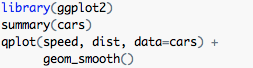 library(ggplot2)
summary(cars)
qplot(speed, dist, data=cars) +
geom_smooth()